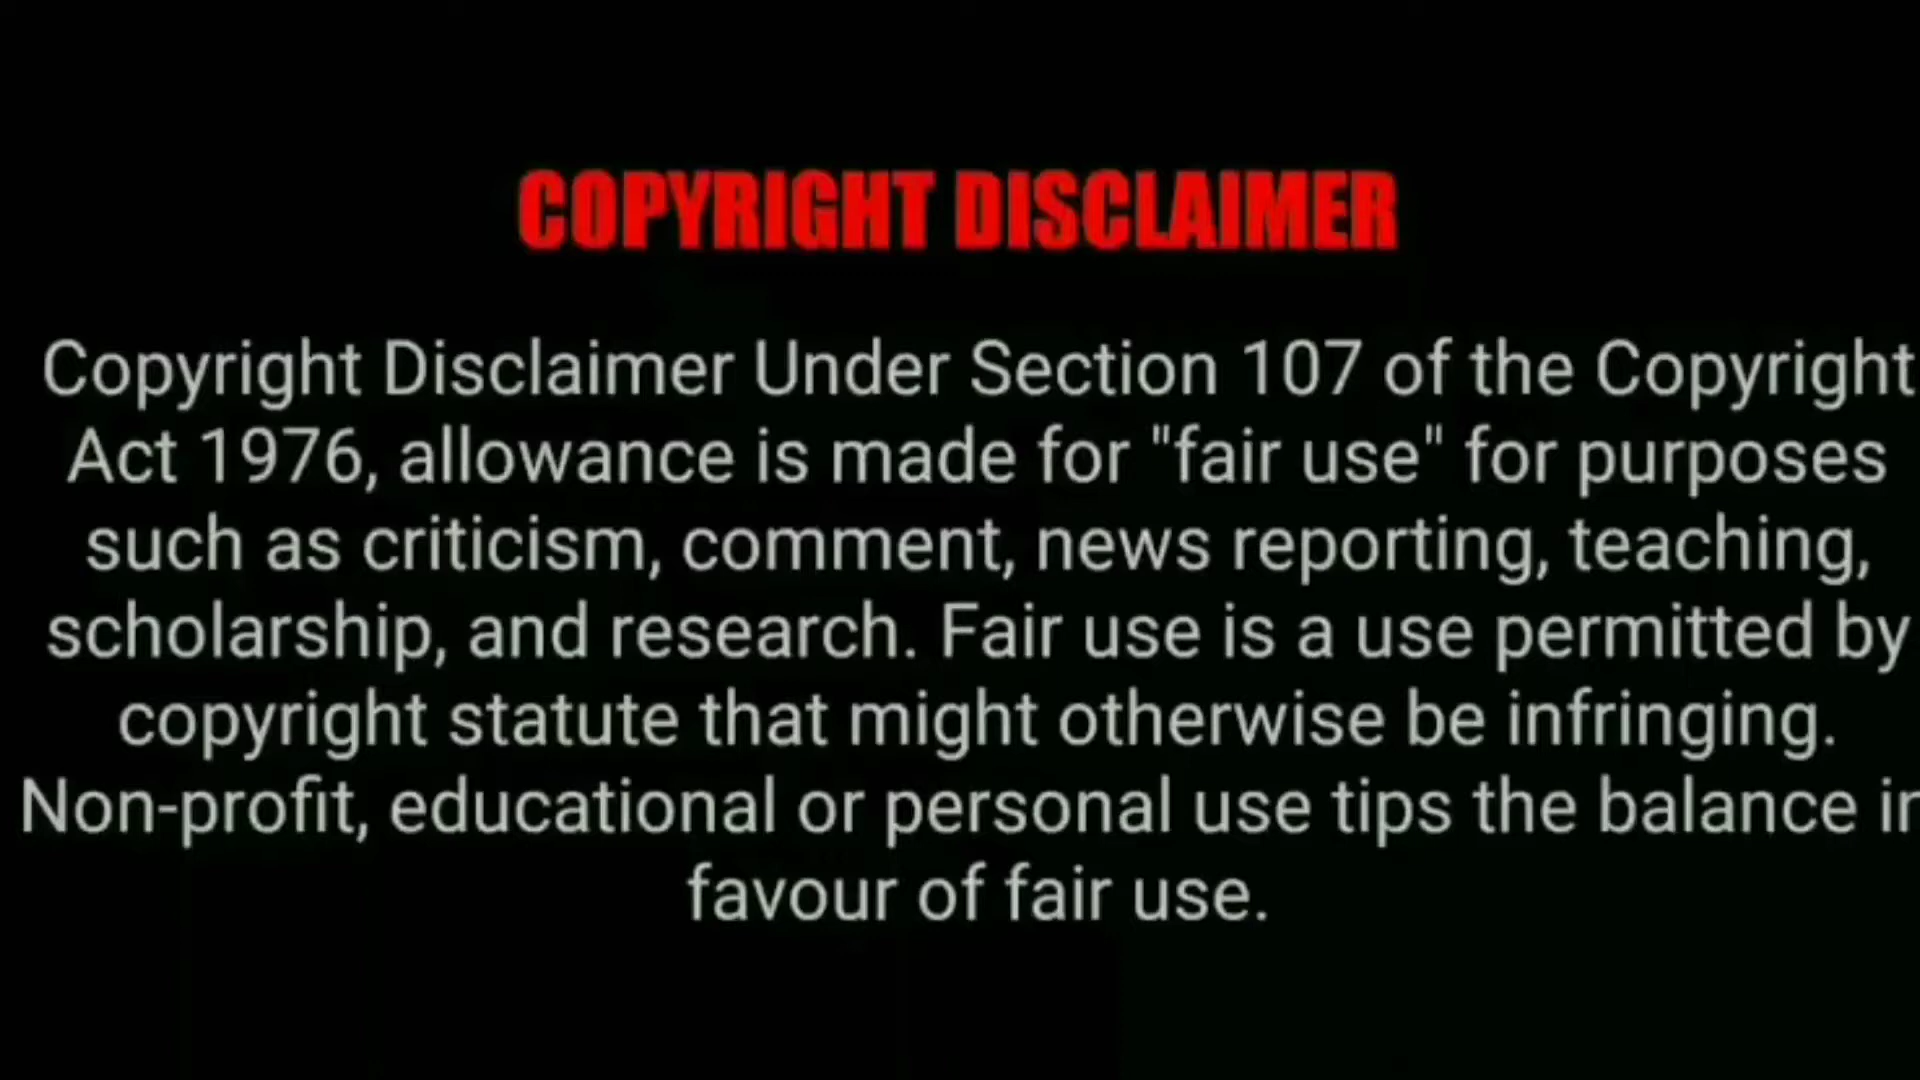 COPYRIGHT DISCLAIMER
Copyright Disclaimer Under Section 107 of the Copyright
Act 1976, allowance is made for "fair use" for purposes
such as criticism, comment, news reporting, teaching,
scholarship, and research. Fair use is a use permitted by
copyright statute that might otherwise be infringing.
Non-profit, educational or personal use tips the balance in
favour of fair use.